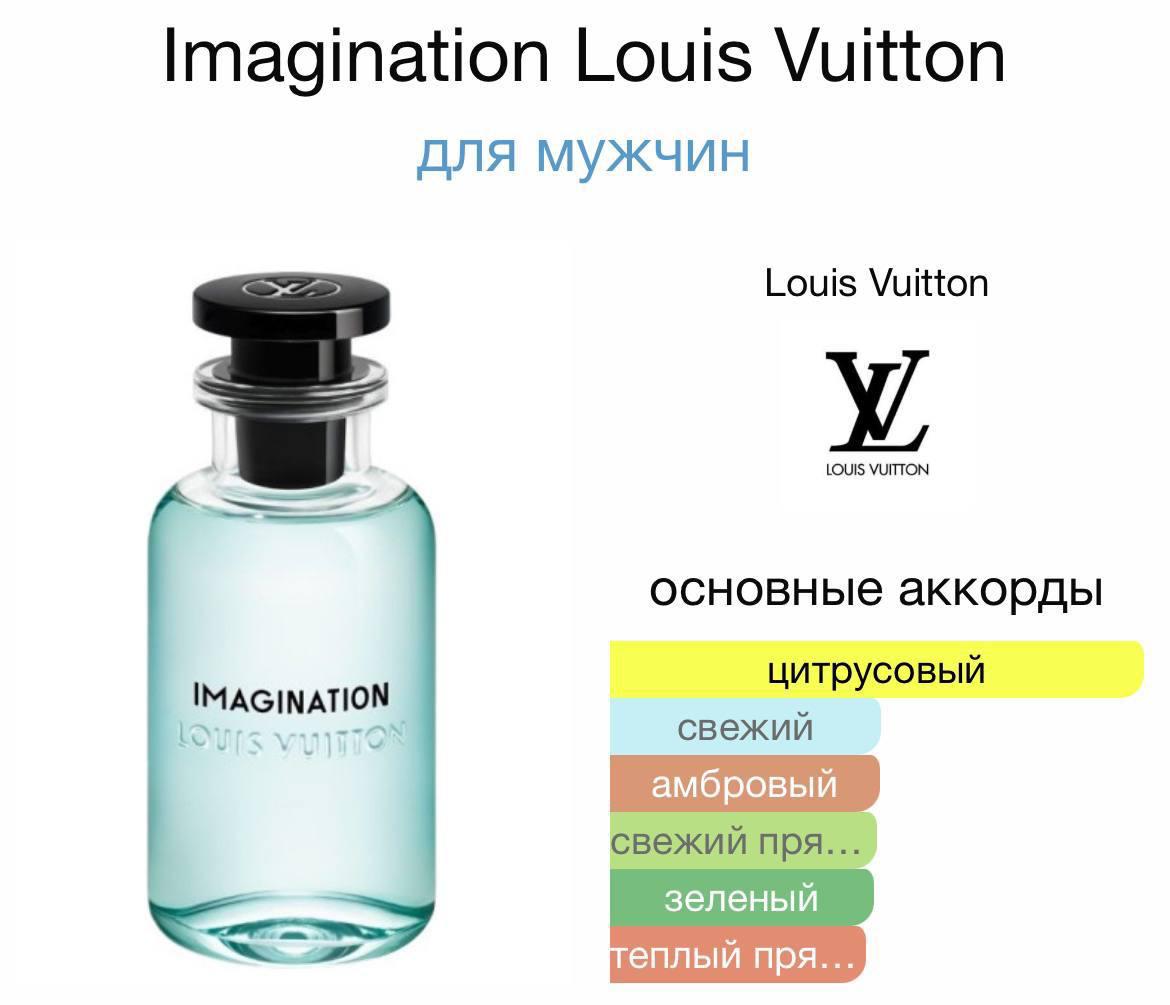 Imagination Louis Vuitton
для мужчин
Louis Vuitton
LV
LOUIS VUITTON
основные аккорды
цитрусовый
свежий
амбровый
свежий пря...
зеленый
теплый пря...
LV
IMAGINATION
LOUIS VUITTON